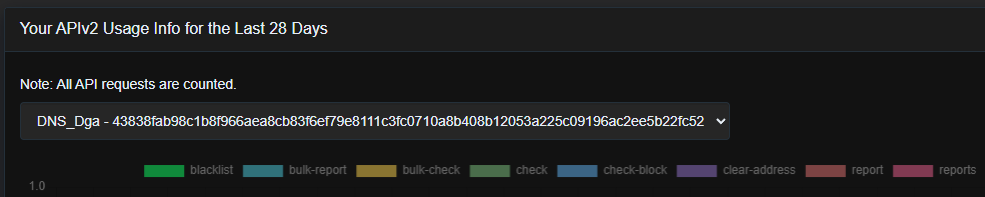 Your APIv2 Usage Info for the Last 28 Days
Note: All API requests are counted.
DNS_Dga - 43838fab98c1b8f966aea8cb83f6ef79e8111c3fc0710a8b408b12053a225c09196ac2ee5b22fc52
blacklist bulk-report bulk-check check check-block clear-address report reports
1.0